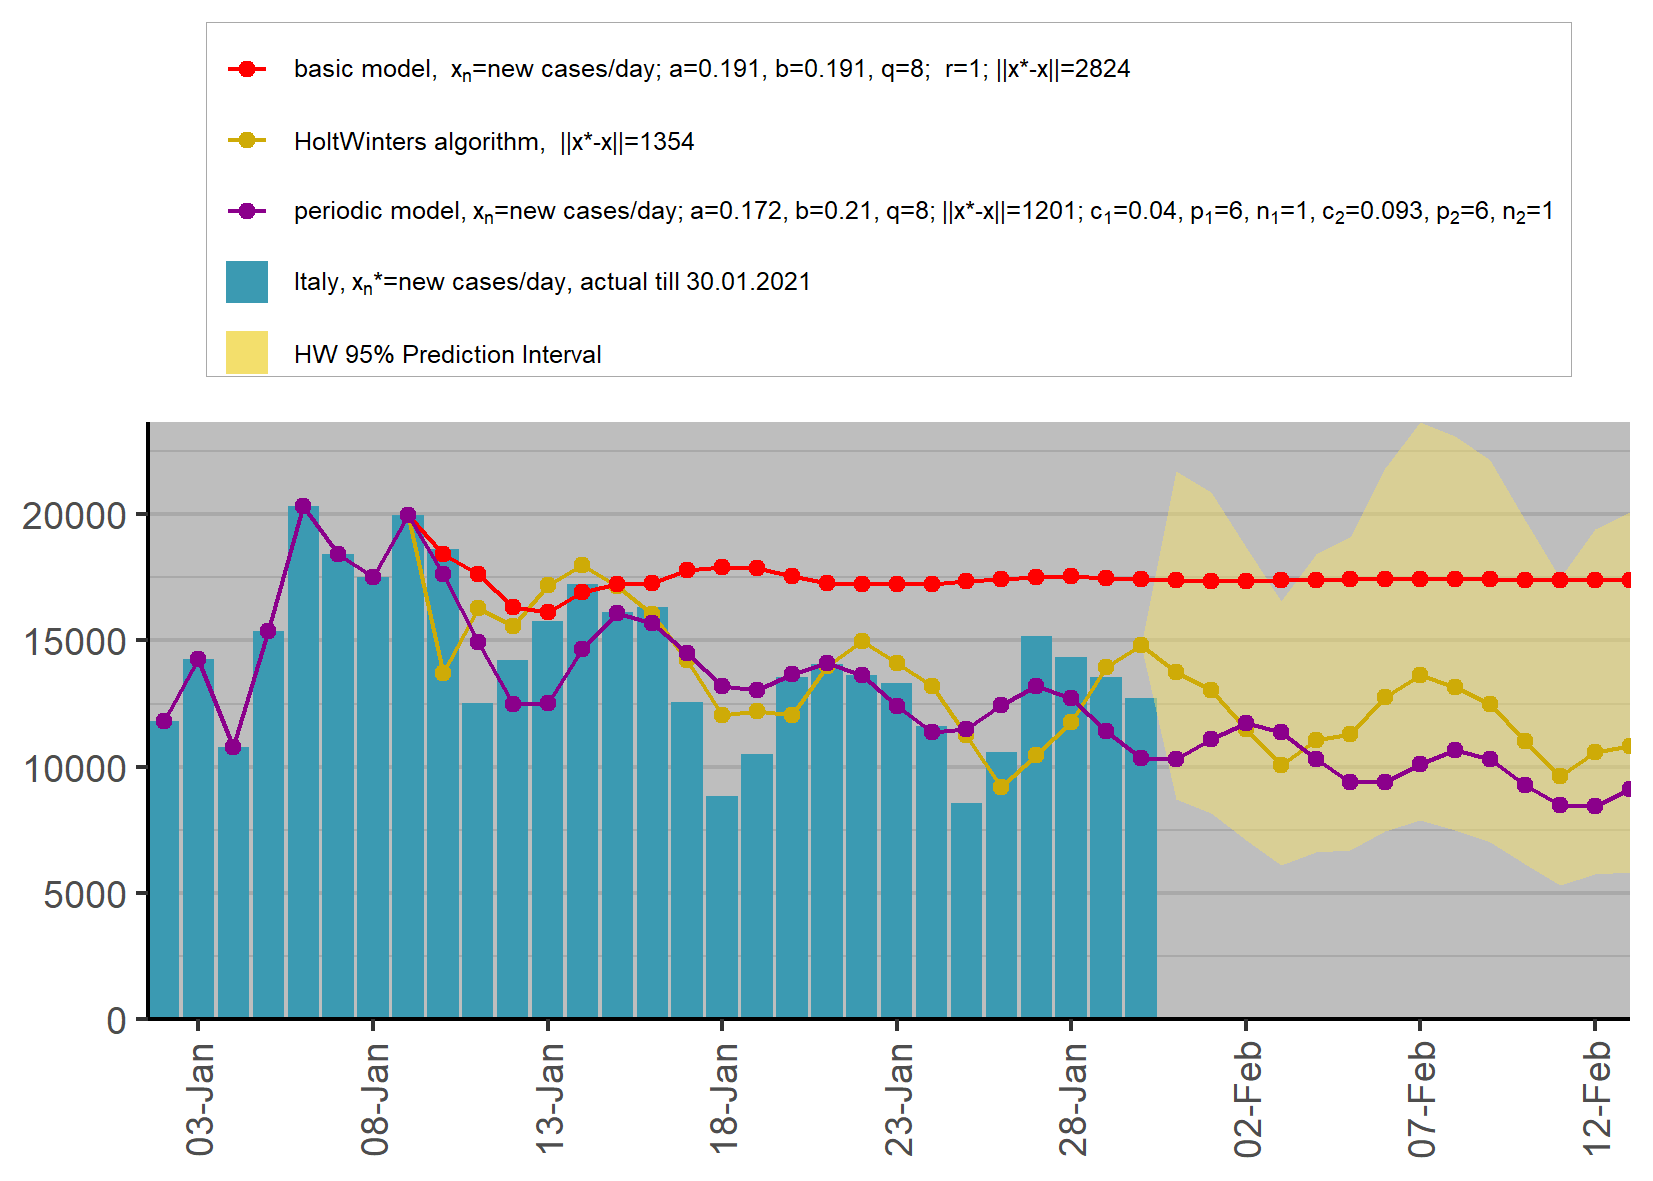 basic model,  xₙ=new cases/day; a=0.191, b=0.191, q=8;  r=1; ||x*-x||=2824
HoltWinters algorithm,  ||x*-x||=1354
periodic model, xₙ=new cases/day; a=0.172, b=0.21, q=8; ||x*-x||=1201; c₁=0.04, p₁=6, n₁=1, c₂=0.093, p₂=6, n₂=1
Italy, xₙ*=new cases/day, actual till 30.01.2021
HW 95% Prediction Interval
20000
15000
10000
5000
0
03-Jan
08-Jan
13-Jan
18-Jan
23-Jan
28-Jan
02-Feb
07-Feb
12-Feb